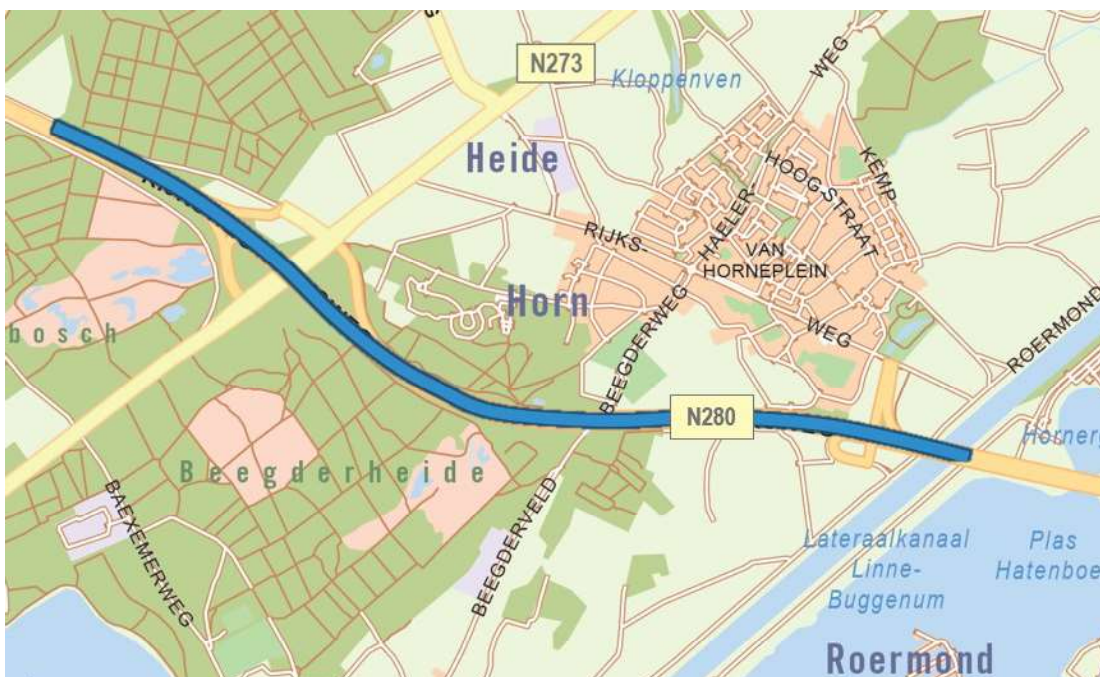 N273
Kloppenven
WEG
Heide
HOOG-STRAAT
KEMP
RIJKS-
HAELER-
VAN
HORNEPLEIN
Horn
bosch
WEG
ROERMOND
BEEGDERWEG
N280
Beegderheide
BAEXEMERWEG
BEEGDERVELD
Lateraalkanaal
Linne-
Buggenum
Plas
Hatenboe
Roermond